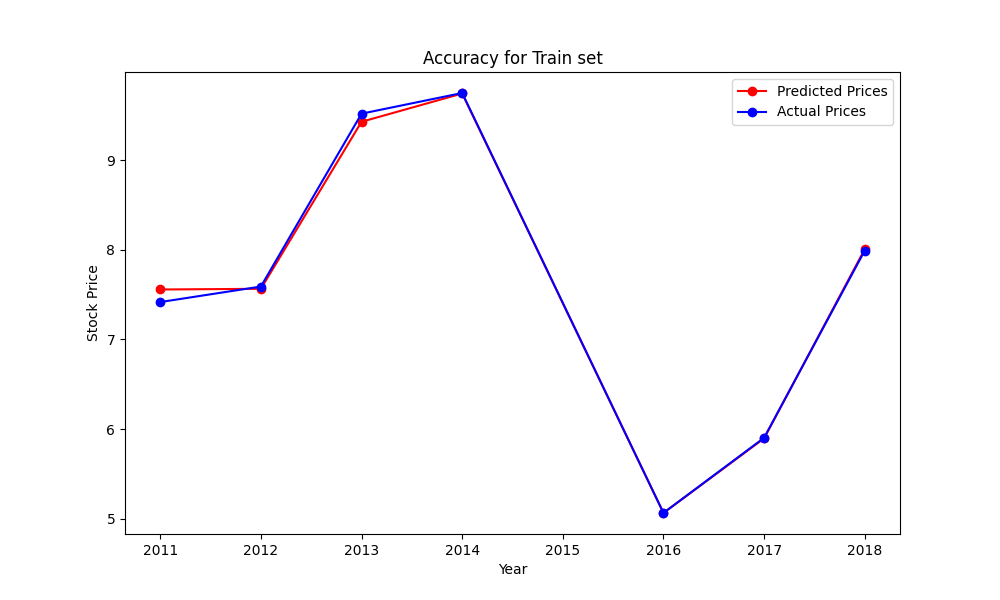 Accuracy for Train set
Predicted Prices
Actual Prices
Stock Price
9
8
7
6
5
2011 2012 2013 2014 2015 2016 2017 2018
Year